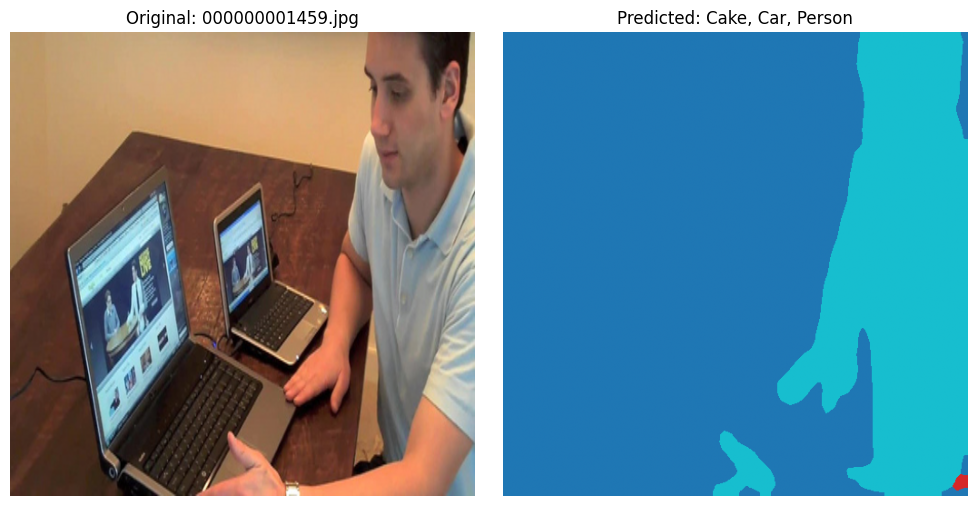 Original: 000000001459.jpg
Predicted: Cake, Car, Person